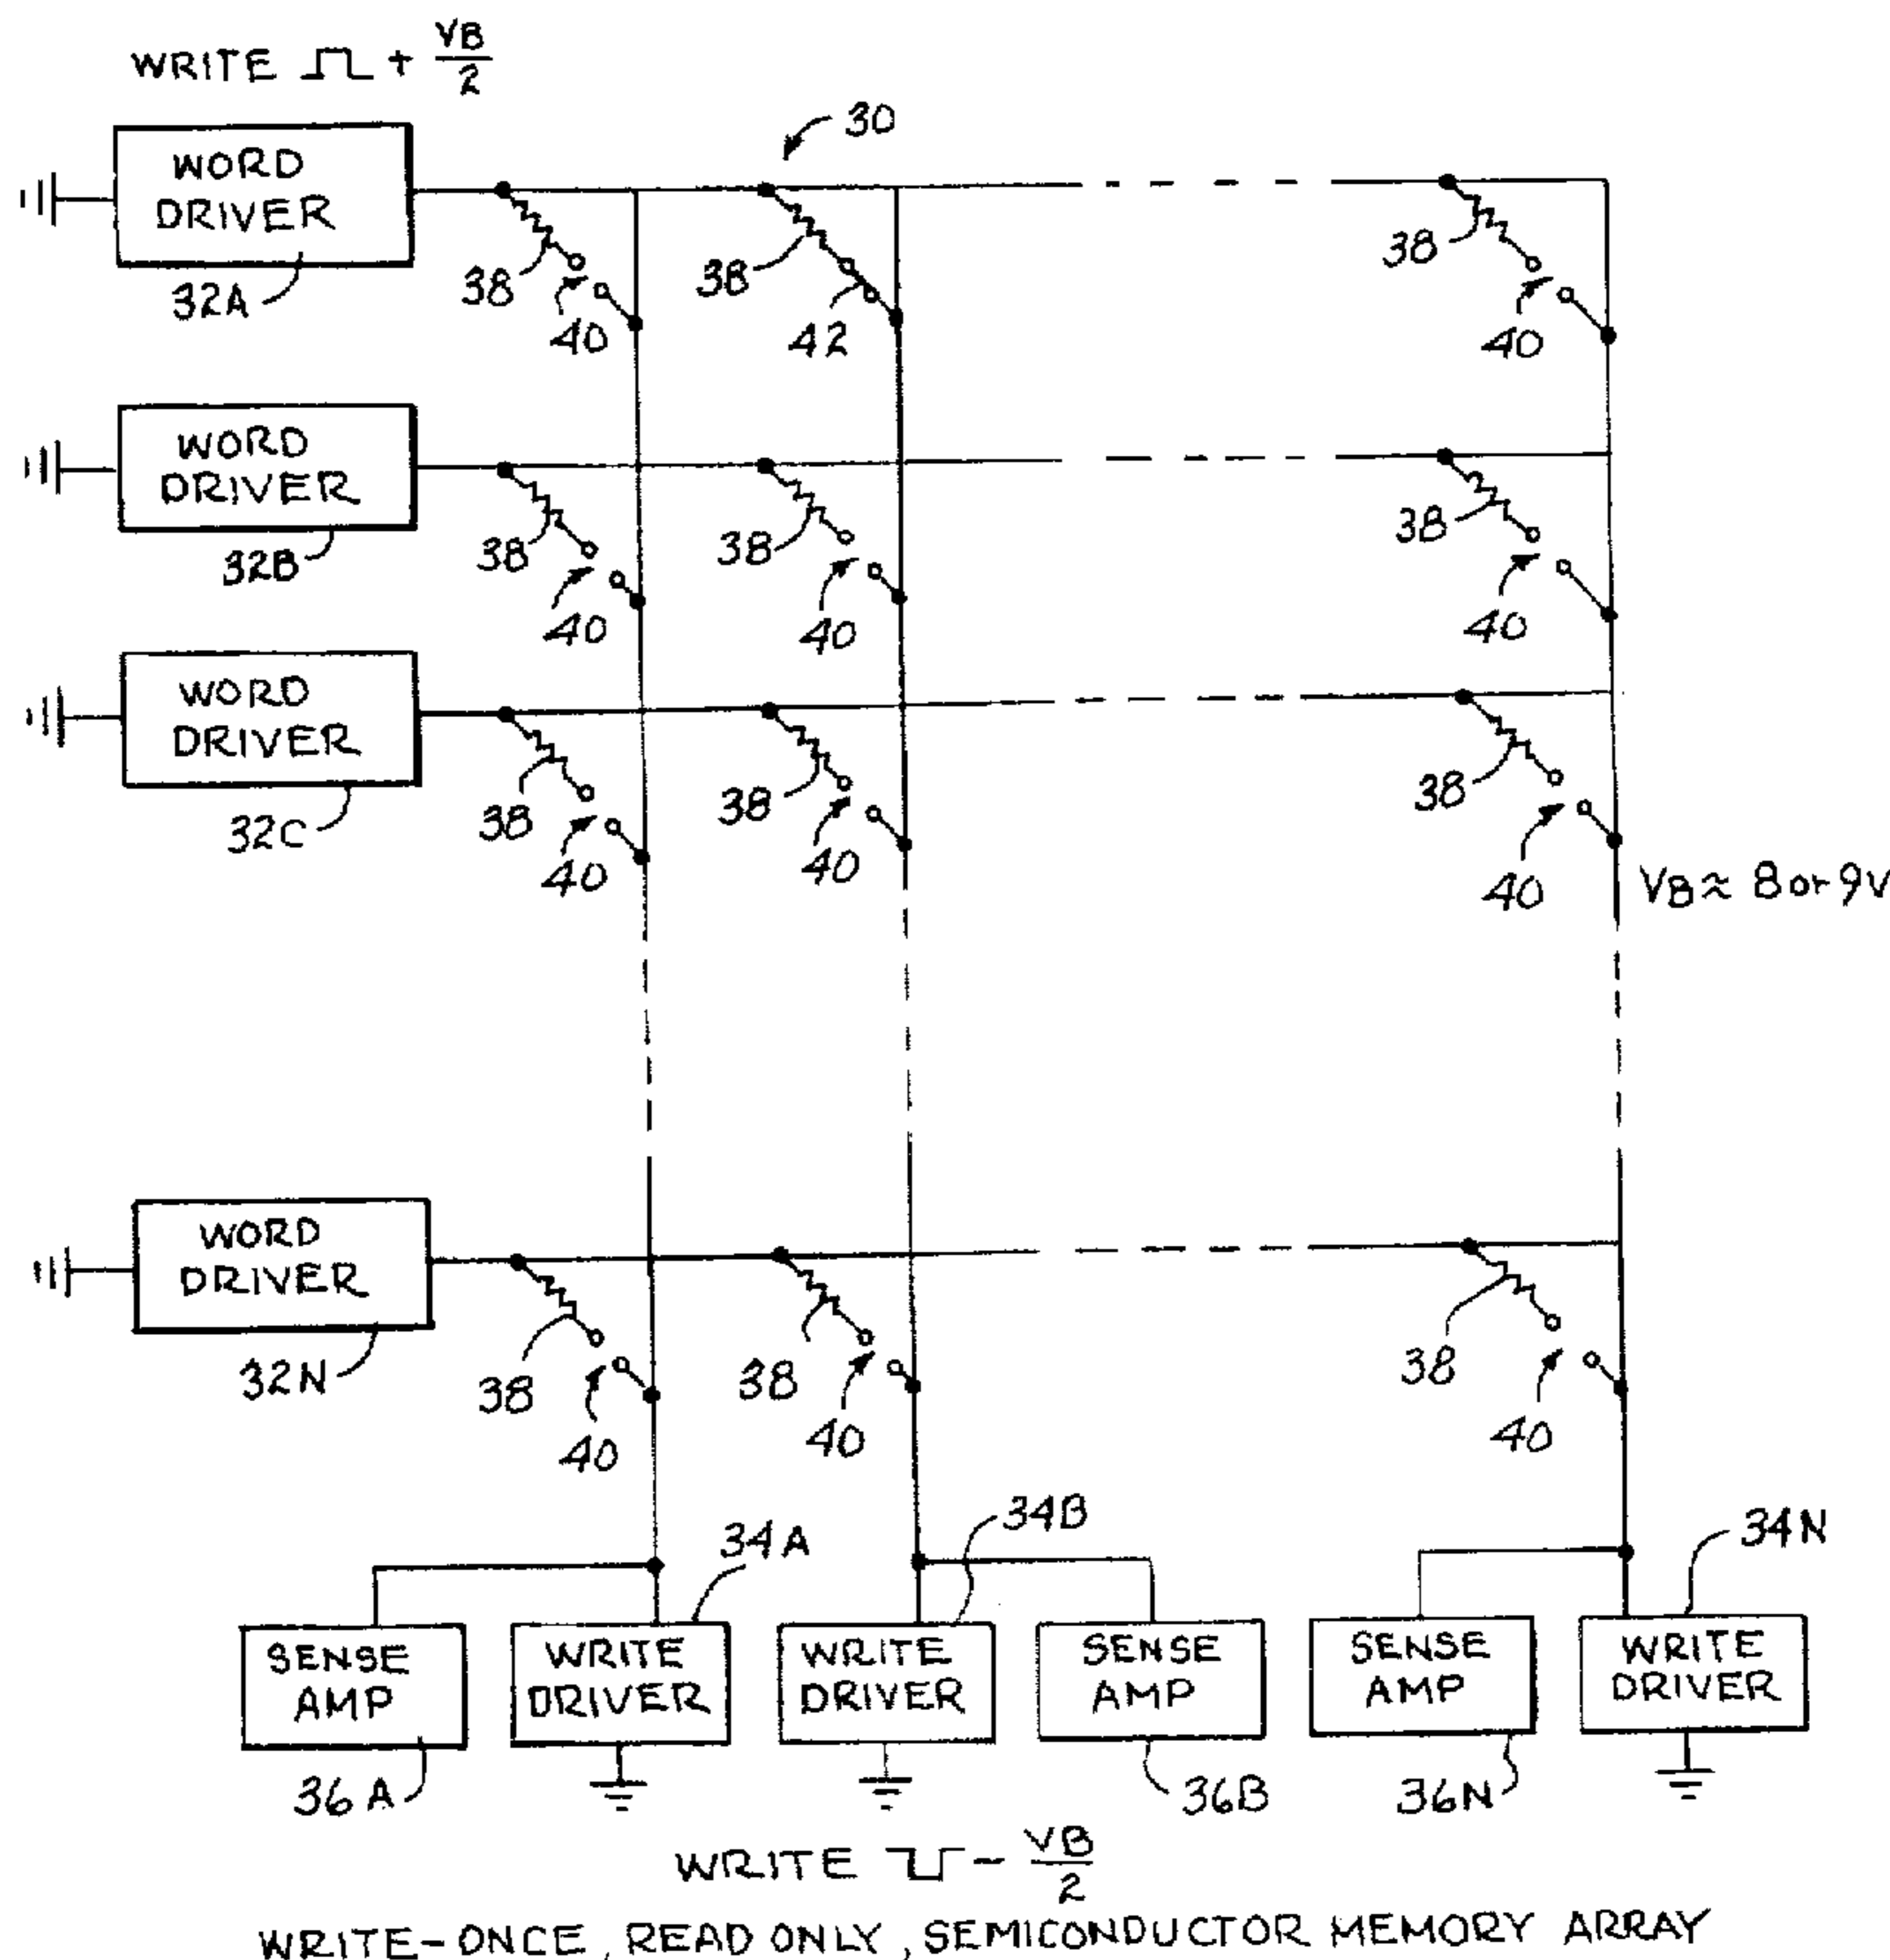 WRITE + VB/2
30
WORD DRIVER
32A
38
40
38
42
38
40
WORD DRIVER
32B
38
40
38
40
38
40
WORD DRIVER
32C
38
40
38
40
38
40
VB ≈ 8 or 9V
WORD DRIVER
32N
38
40
38
40
38
40
34A
34B
34N
SENSE AMP
WRITE DRIVER
WRITE DRIVER
SENSE AMP
SENSE AMP
WRITE DRIVER
36A
36B
36N
WRITE - VB/2
WRITE-ONCE, READ ONLY, SEMICONDUCTOR MEMORY ARRAY